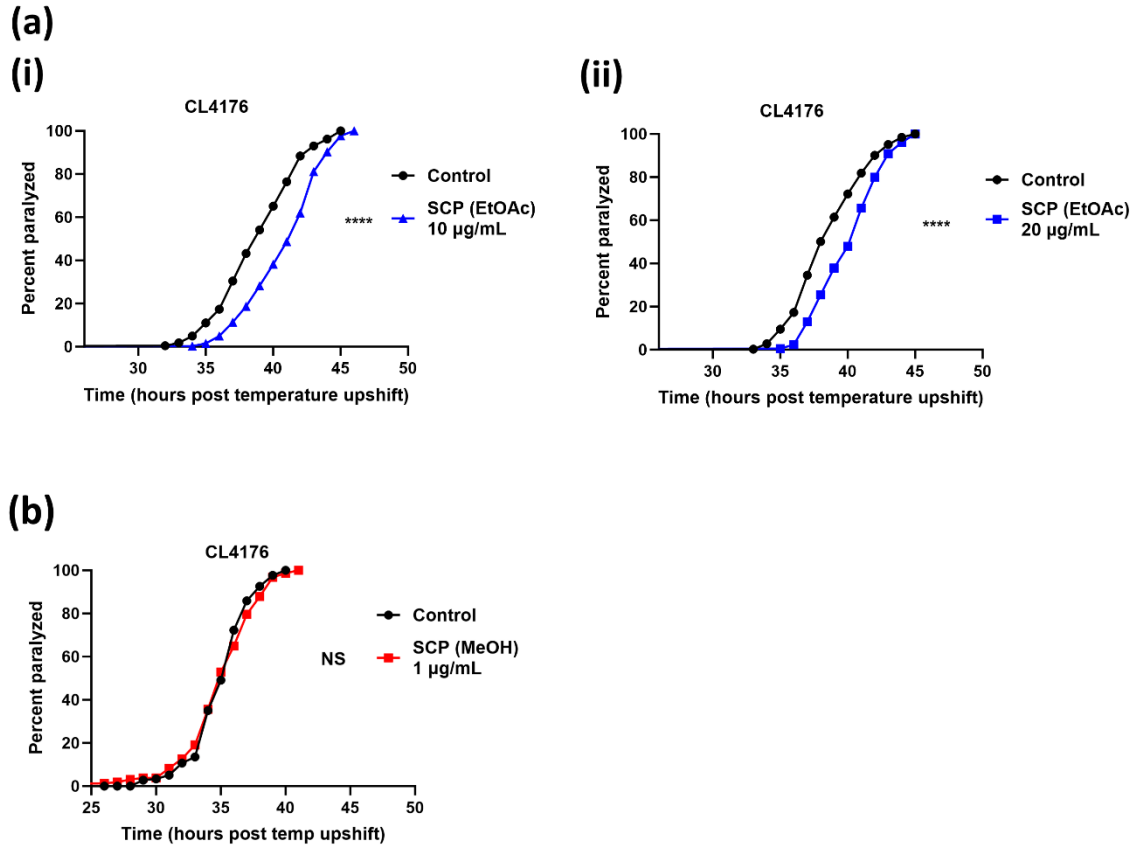 (a)
(i)
CL4176
Percent paralyzed
100
80
60
40
20
0
30
35
40
45
50
Time (hours post temperature upshift)
Control
SCP (EtOAc)
10 µg/mL
****
(ii)
CL4176
Percent paralyzed
100
80
60
40
20
0
30
35
40
45
50
Time (hours post temperature upshift)
Control
SCP (EtOAc)
20 µg/mL
****
(b)
CL4176
Percent paralyzed
100
80
60
40
20
0
25
30
35
40
45
50
Time (hours post temp upshift)
Control
NS
SCP (MeOH)
1 µg/mL